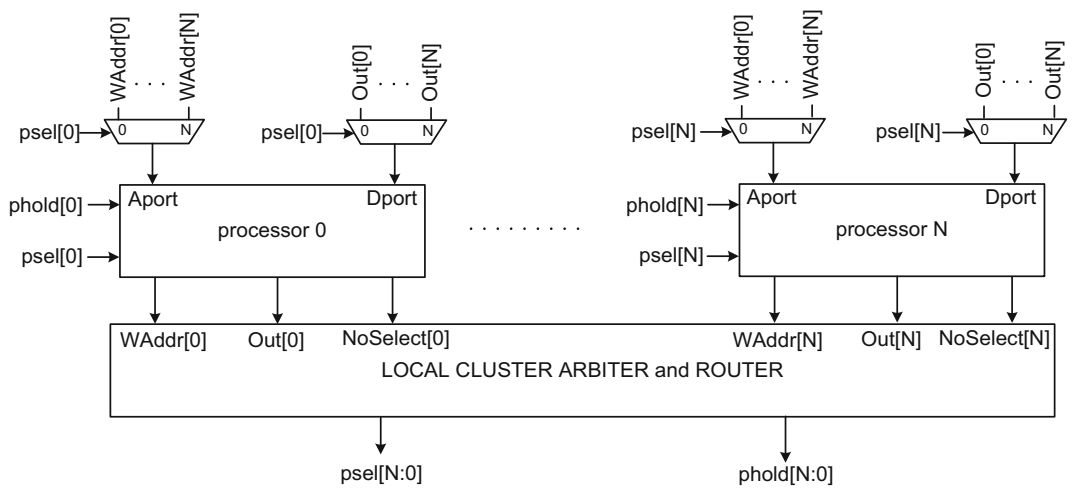 WAddr[0] . . . WAddr[N]
Out[0] . . . Out[N]
WAddr[0] . . . WAddr[N]
Out[0] . . . Out[N]
psel[0] 0 N
psel[0] 0 N
psel[N] 0 N
psel[N] 0 N
phold[0] Aport Dport
processor 0
psel[0]
. . . . . . . . .
phold[N] Aport Dport
processor N
psel[N]
WAddr[0] Out[0] NoSelect[0] WAddr[N] Out[N] NoSelect[N]
LOCAL CLUSTER ARBITER and ROUTER
psel[N:0] phold[N:0]